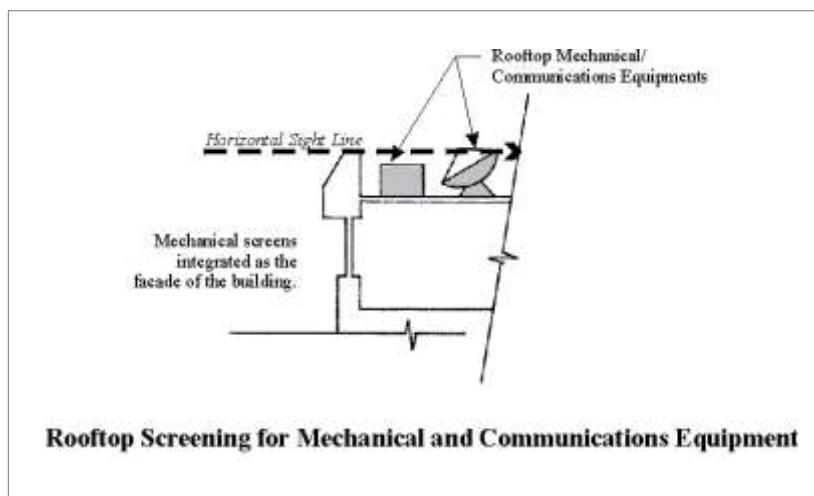 Rooftop Mechanical/
Communications Equipments
Horizontal Sight Line
Mechanical screens
integrated as the
facade of the building.
Rooftop Screening for Mechanical and Communications Equipment